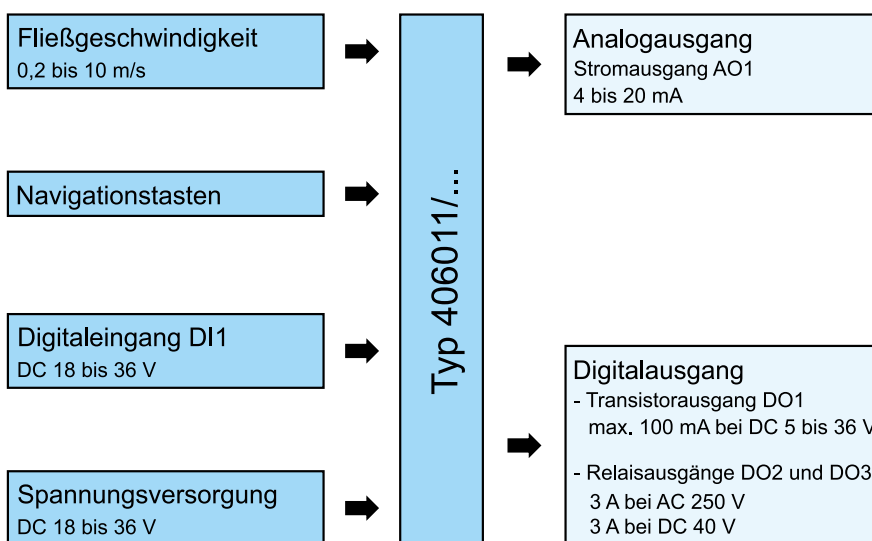 Fließgeschwindigkeit
0,2 bis 10 m/s
Navigationstasten
Digitaleingang DI1
DC 18 bis 36 V
Spannungsversorgung
DC 18 bis 36 V
Typ 406011/...
Analogausgang
Stromausgang AO1
4 bis 20 mA
Digitalausgang
- Transistorausgang DO1
max. 100 mA bei DC 5 bis 36 V
- Relaisausgänge DO2 und DO3
3 A bei AC 250 V
3 A bei DC 40 V